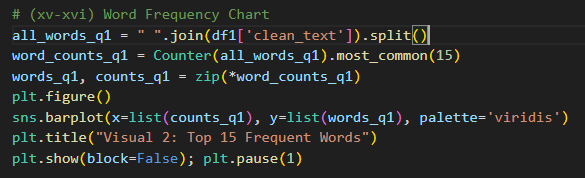 # (xv-xvi) Word Frequency Chart
all_words_q1 = " ".join(df1['clean_text']).split()
word_counts_q1 = Counter(all_words_q1).most_common(15)
words_q1, counts_q1 = zip(*word_counts_q1)
plt.figure()
sns.barplot(x=list(counts_q1), y=list(words_q1), palette='viridis')
plt.title("Visual 2: Top 15 Frequent Words")
plt.show(block=False); plt.pause(1)